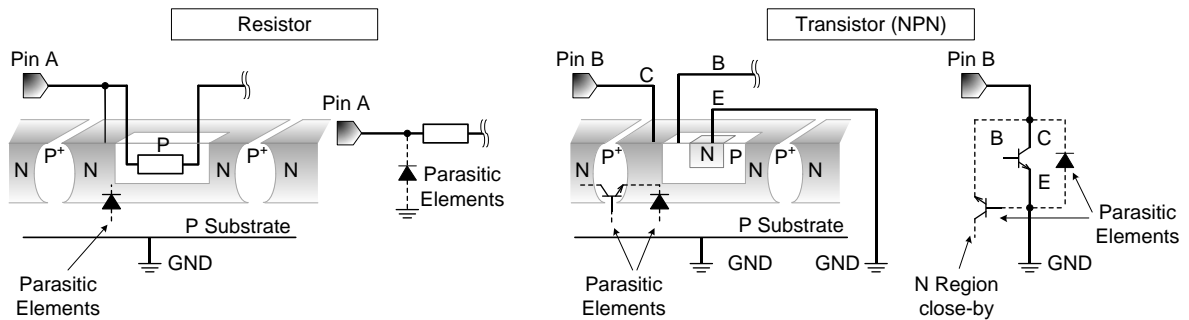 Resistor
Transistor (NPN)
Pin A
Pin A
N
P+
N
P
N
P+
N
Parasitic
Elements
P Substrate
GND
Parasitic
Elements
Pin B
C
B
E
N
P+
N
N
P
N
P+
N
P Substrate
GND
GND
Parasitic
Elements
Pin B
B
C
E
Parasitic
Elements
GND
N Region
close-by